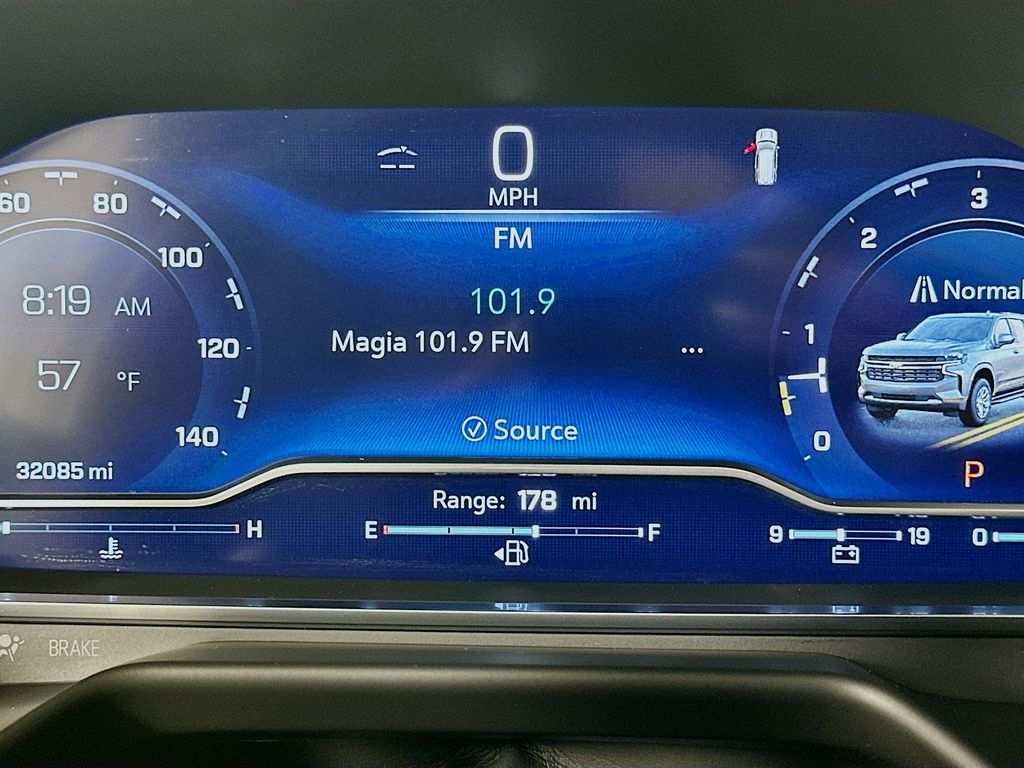 0
MPH
FM
101.9
Magia 101.9 FM
...
Source
60
80
100
120
140
8:19 AM
57 °F
32085 mi
3
2
1
0
Normal
P
Range: 178 mi
H
E
F
9
19
0
BRAKE